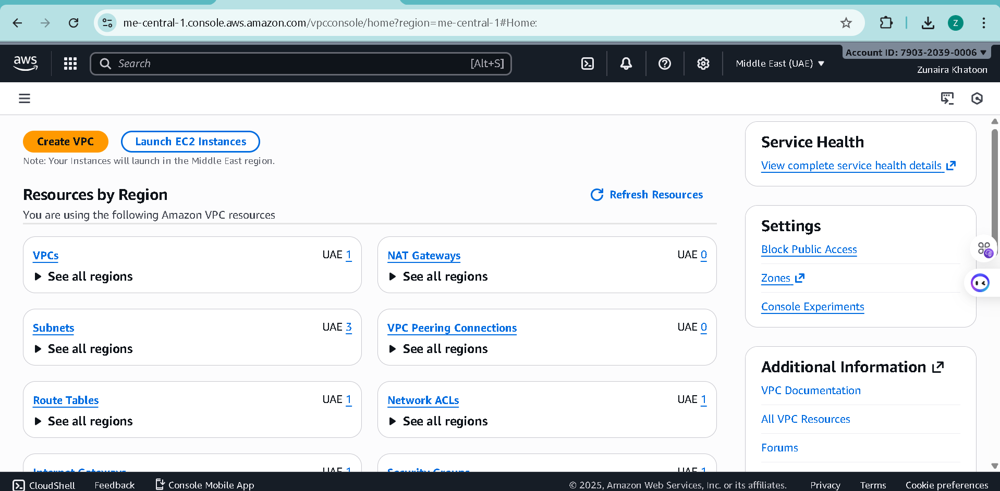 me-central-1.console.aws.amazon.com/vpcconsole/home?region=me-central-1#Home:
Z
aws
Search
[Alt+S]
Middle East (UAE)
Account ID: 7903-2039-0006
Zunaira Khatoon
Create VPC
Launch EC2 Instances
Note: Your Instances will launch in the Middle East region.
Resources by Region
Refresh Resources
You are using the following Amazon VPC resources
VPCs
UAE 1
See all regions
NAT Gateways
UAE 0
See all regions
Subnets
UAE 3
See all regions
VPC Peering Connections
UAE 0
See all regions
Route Tables
UAE 1
See all regions
Network ACLs
UAE 1
See all regions
Internet Gateways
UAE 1
Security Groups
UAE 1
Service Health
View complete service health details
Settings
Block Public Access
Zones
Console Experiments
Additional Information
VPC Documentation
All VPC Resources
Forums
CloudShell
Feedback
Console Mobile App
© 2025, Amazon Web Services, Inc. or its affiliates.
Privacy
Terms
Cookie preferences